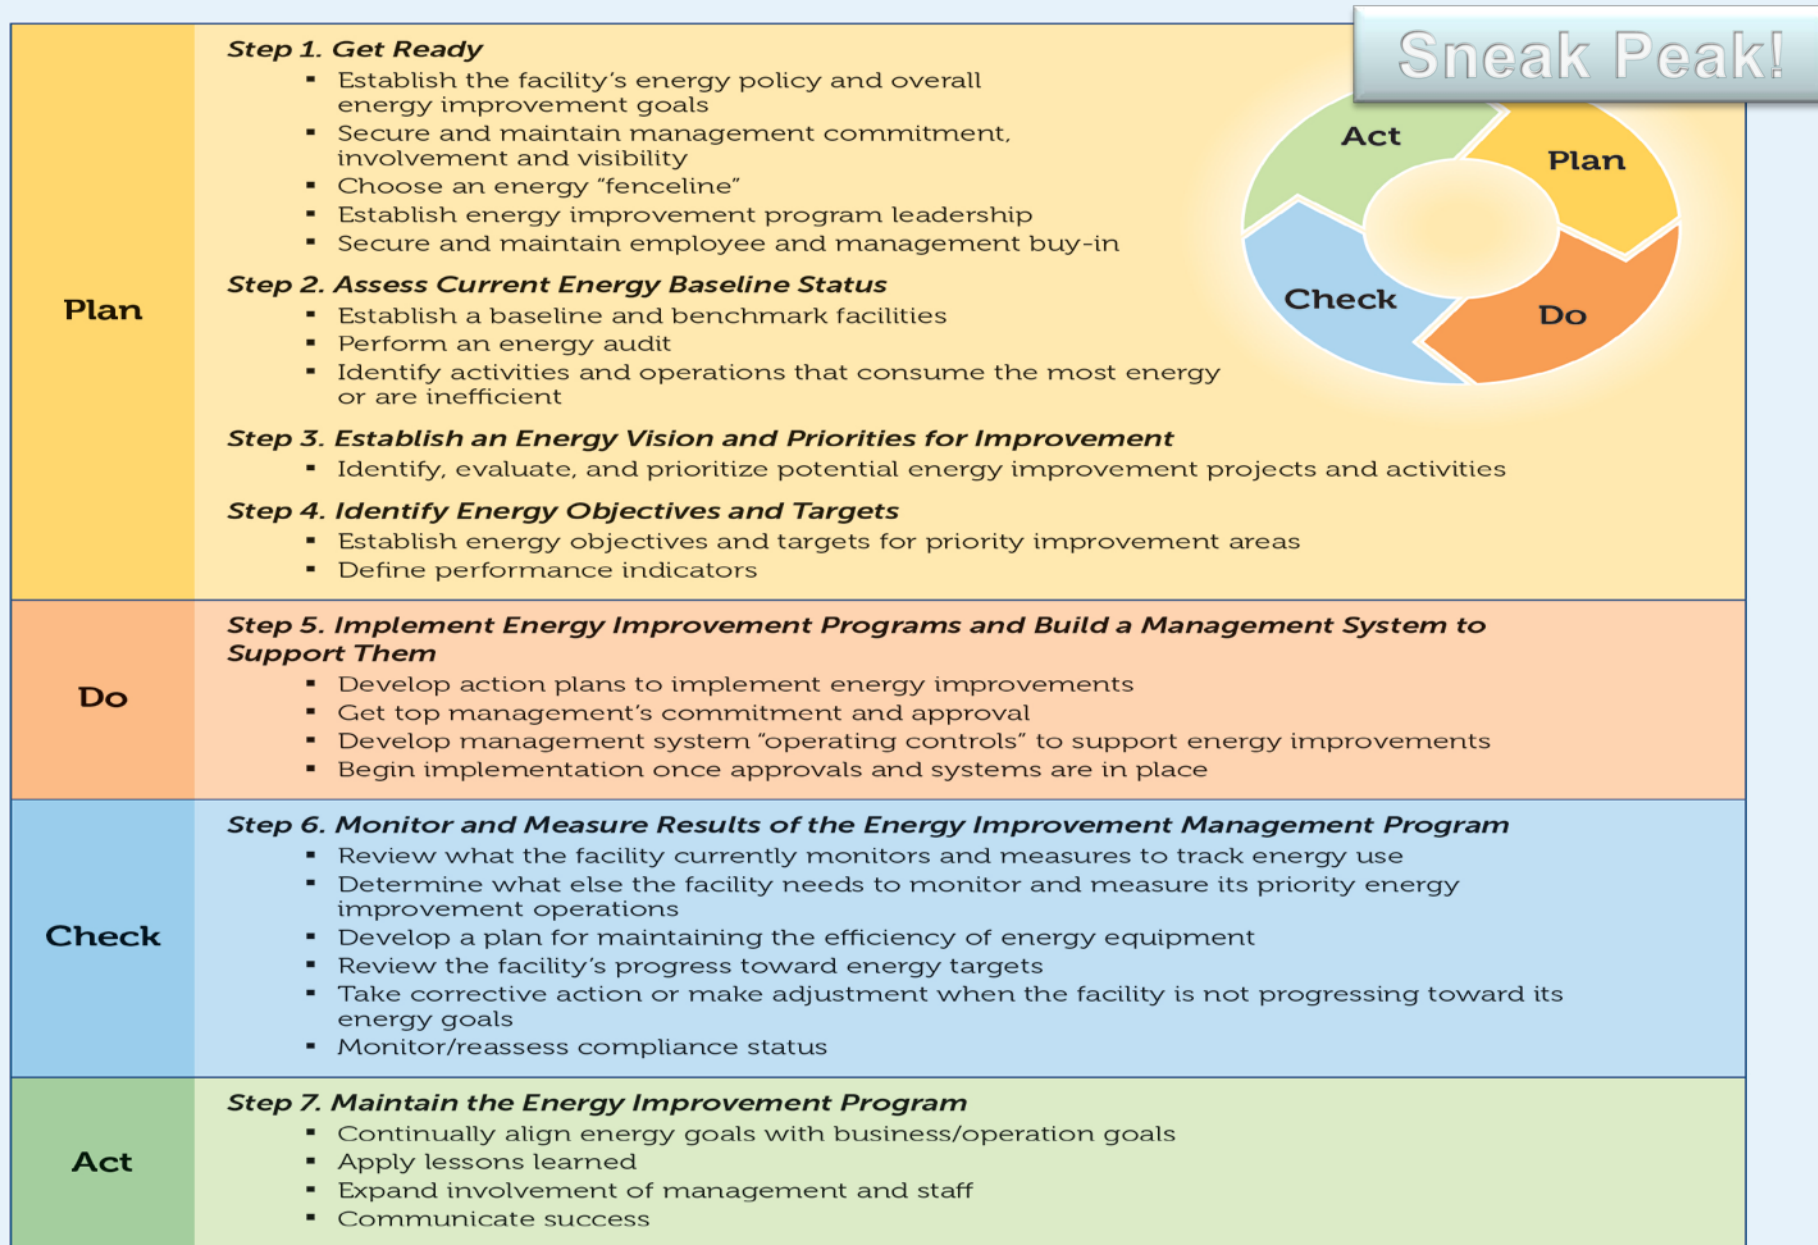 Sneak Peak!
Plan
Step 1. Get Ready
▪ Establish the facility's energy policy and overall
energy improvement goals
▪ Secure and maintain management commitment,
involvement and visibility
▪ Choose an energy “fenceline”
▪ Establish energy improvement program leadership
▪ Secure and maintain employee and management buy-in
Step 2. Assess Current Energy Baseline Status
▪ Establish a baseline and benchmark facilities
▪ Perform an energy audit
▪ Identify activities and operations that consume the most energy
or are inefficient
Step 3. Establish an Energy Vision and Priorities for Improvement
▪ Identify, evaluate, and prioritize potential energy improvement projects and activities
Step 4. Identify Energy Objectives and Targets
▪ Establish energy objectives and targets for priority improvement areas
▪ Define performance indicators
Act
Plan
Check
Do
Do
Step 5. Implement Energy Improvement Programs and Build a Management System to
Support Them
▪ Develop action plans to implement energy improvements
▪ Get top management's commitment and approval
▪ Develop management system “operating controls” to support energy improvements
▪ Begin implementation once approvals and systems are in place
Check
Step 6. Monitor and Measure Results of the Energy Improvement Management Program
▪ Review what the facility currently monitors and measures to track energy use
▪ Determine what else the facility needs to monitor and measure its priority energy
improvement operations
▪ Develop a plan for maintaining the efficiency of energy equipment
▪ Review the facility's progress toward energy targets
▪ Take corrective action or make adjustment when the facility is not progressing toward its
energy goals
▪ Monitor/reassess compliance status
Act
Step 7. Maintain the Energy Improvement Program
▪ Continually align energy goals with business/operation goals
▪ Apply lessons learned
▪ Expand involvement of management and staff
▪ Communicate success